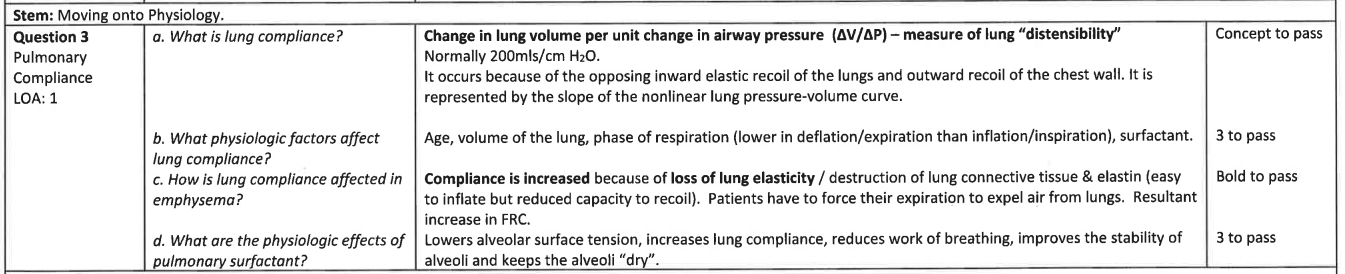 Stem: Moving onto Physiology.
Question 3
Pulmonary
Compliance
LOA: 1
a. What is lung compliance?
Change in lung volume per unit change in airway pressure (ΔV/ΔP) – measure of lung “distensibility”
Normally 200mls/cm H₂O.
It occurs because of the opposing inward elastic recoil of the lungs and outward recoil of the chest wall. It is
represented by the slope of the nonlinear lung pressure-volume curve.
Concept to pass
b. What physiologic factors affect
lung compliance?
Age, volume of the lung, phase of respiration (lower in deflation/expiration than inflation/inspiration), surfactant.
3 to pass
c. How is lung compliance affected in
emphysema?
Compliance is increased because of loss of lung elasticity / destruction of lung connective tissue & elastin (easy
to inflate but reduced capacity to recoil). Patients have to force their expiration to expel air from lungs. Resultant
increase in FRC.
Bold to pass
d. What are the physiologic effects of
pulmonary surfactant?
Lowers alveolar surface tension, increases lung compliance, reduces work of breathing, improves the stability of
alveoli and keeps the alveoli “dry”.
3 to pass